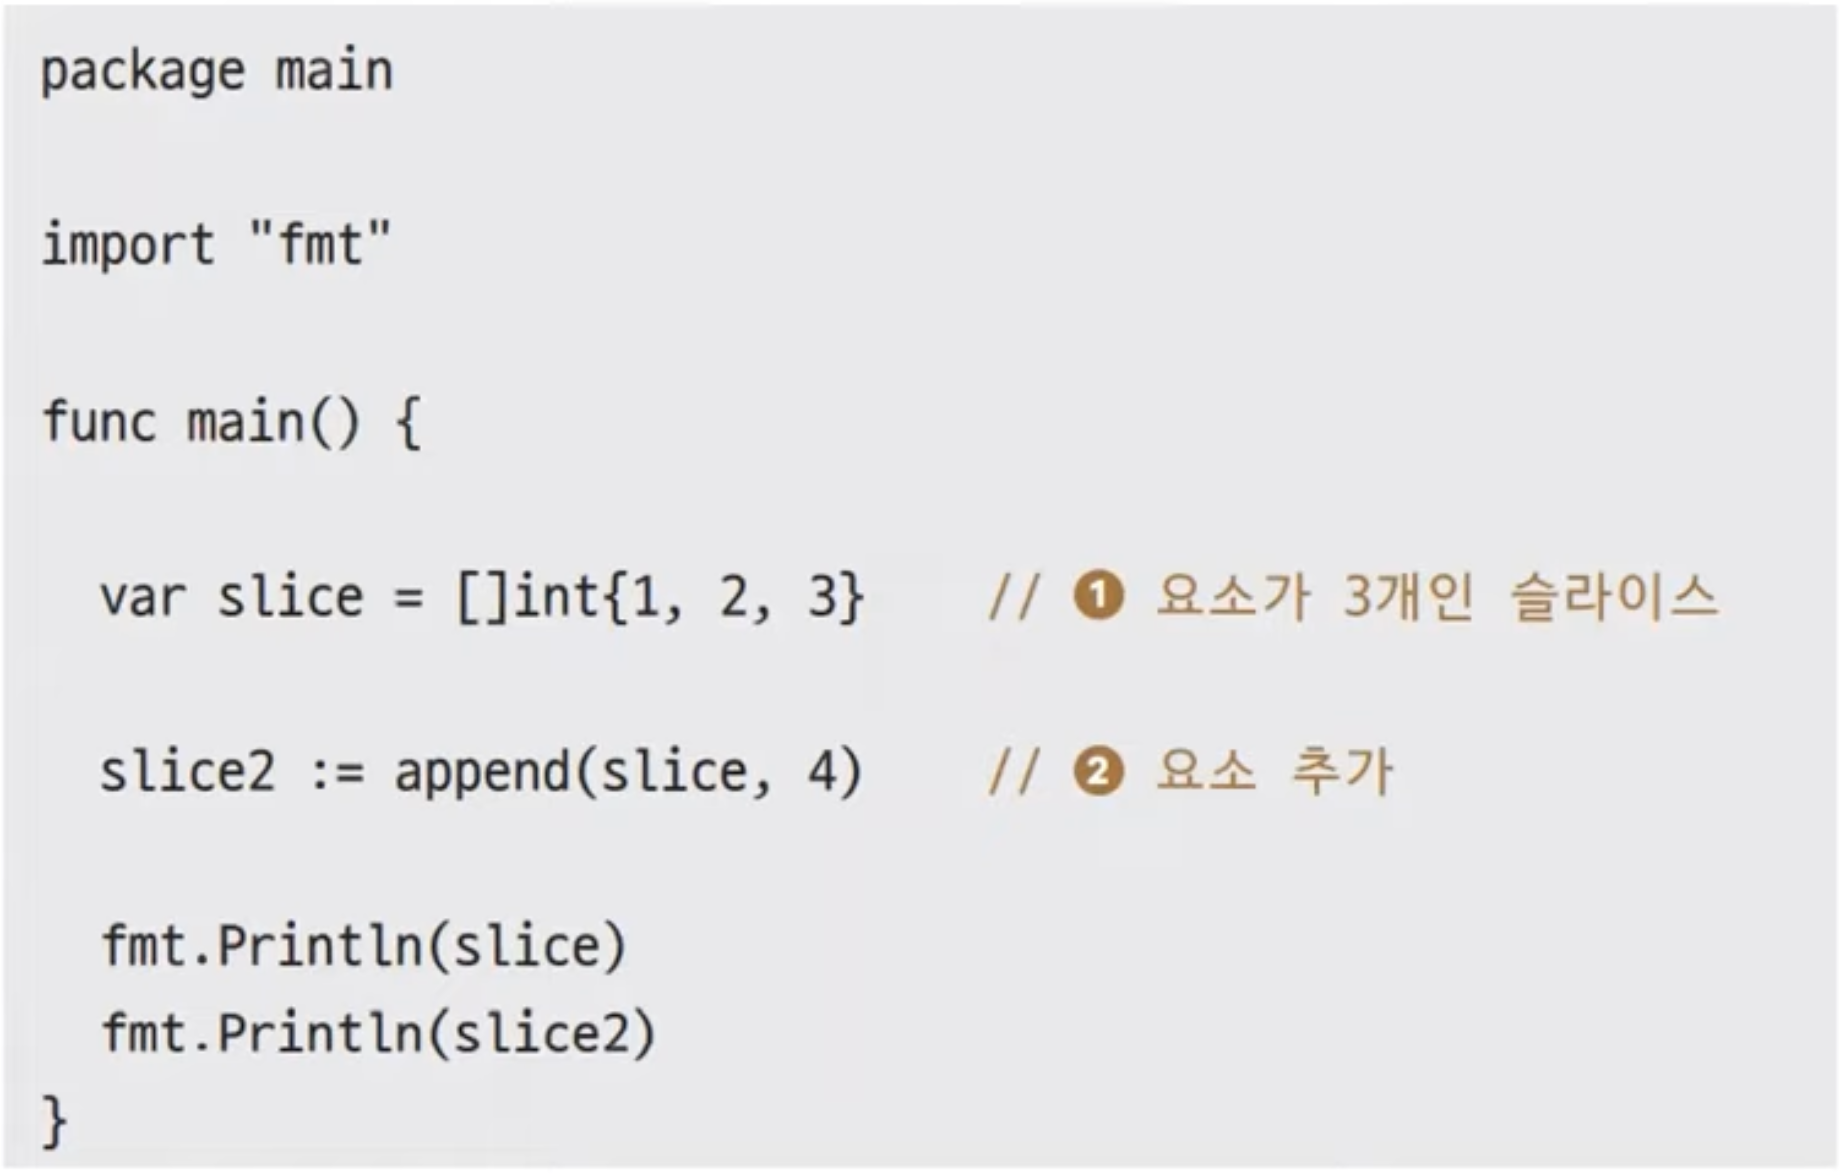 package main
import "fmt"
func main() {
var slice = []int{1, 2, 3} // ❶ 요소가 3개인 슬라이스
slice2 := append(slice, 4) // ❷ 요소 추가
fmt.Println(slice)
fmt.Println(slice2)
}